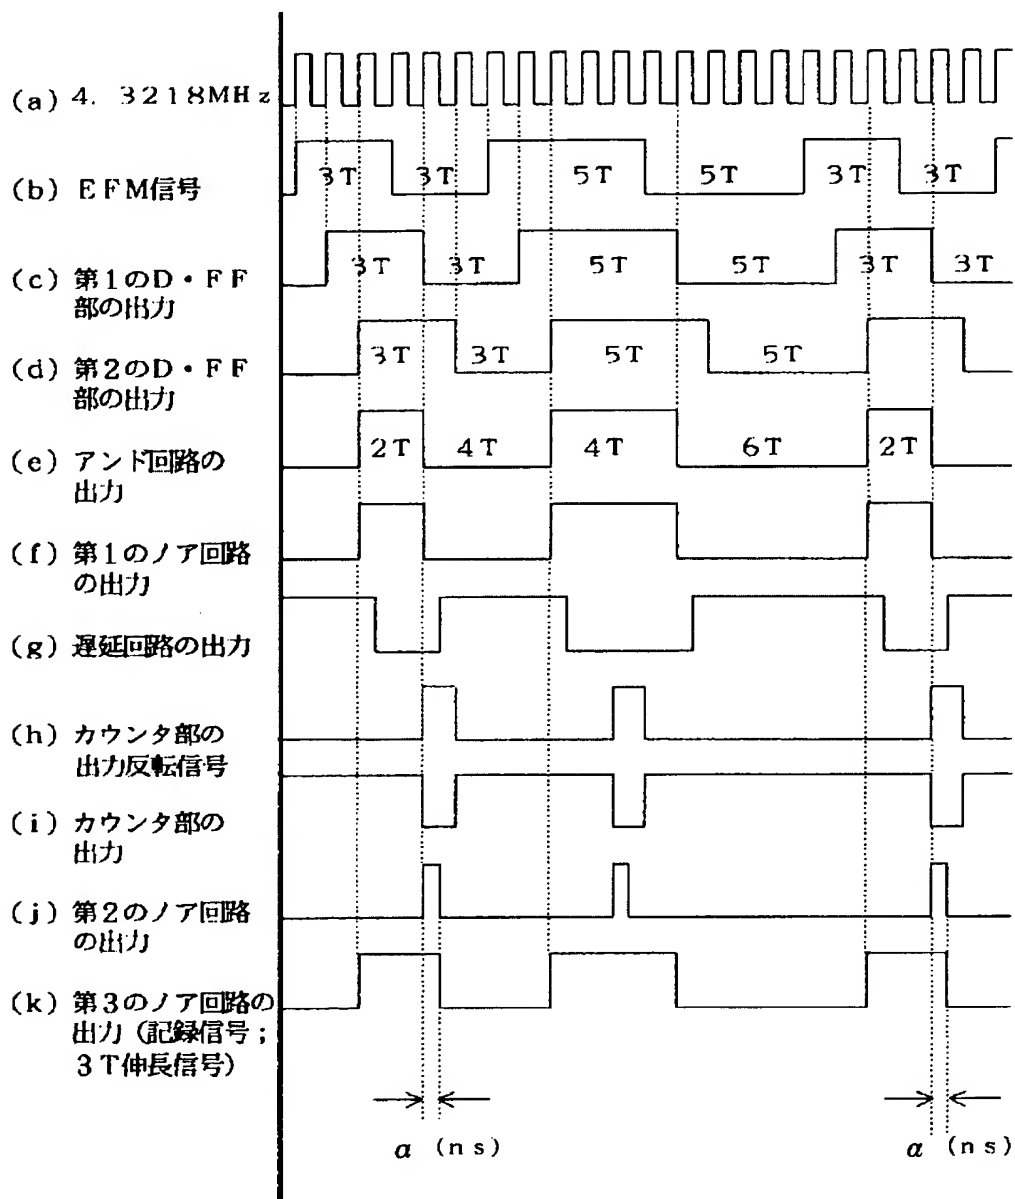 (a) 4. 3218MHz
(b) EFM信号
3T 3T 5T 5T 3T 3T
(c) 第1のD・FF
部の出力
3T 3T 5T 5T 3T 3T
(d) 第2のD・FF
部の出力
3T 3T 5T 5T
(e) アンド回路の
出力
2T 4T 4T 6T 2T
(f) 第1のノア回路
の出力
(g) 遅延回路の出力
(h) カウンタ部の
出力反転信号
(i) カウンタ部の
出力
(j) 第2のノア回路
の出力
(k) 第3のノア回路の
出力(記録信号;
3T伸長信号)
α (ns) α (ns)